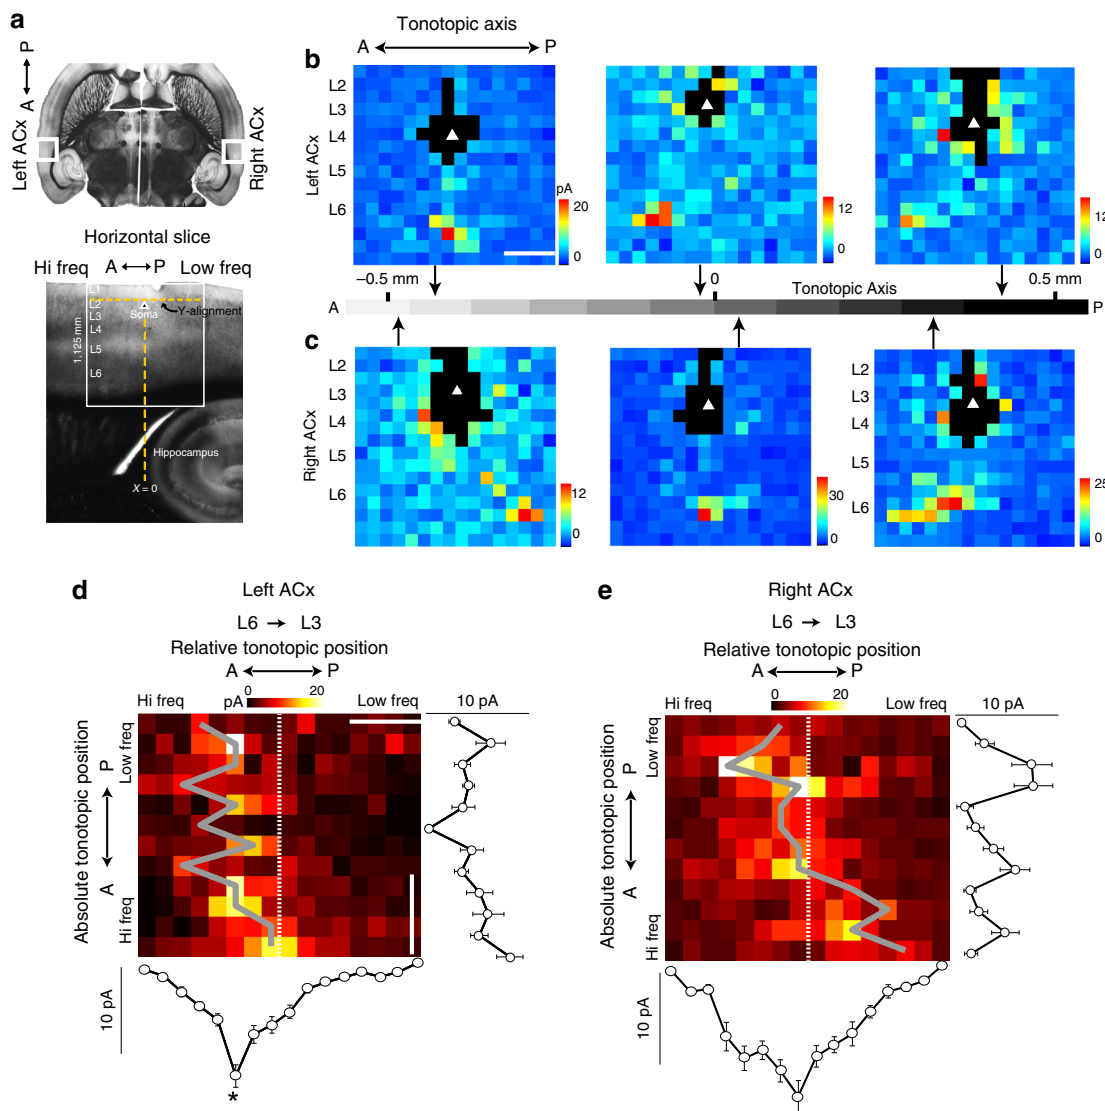 a
P
A
Left ACx
Right ACx
Horizontal slice
Hi freq A P Low freq
L1
L2
L3
L4
L5
L6
Soma
Y-alignment
1.125 mm
Hippocampus
X = 0
Tonotopic axis
A P
b
Left ACx
L2
L3
L4
L5
L6
pA
20
0
12
0
12
0
–0.5 mm 0 0.5 mm
Tonotopic Axis
A P
c
Right ACx
L2
L3
L4
L5
L6
12
0
30
0
L2
L3
L4
L5
L6
25
0
d
Left ACx
L6 → L3
Relative tonotopic position
A P
Hi freq pA 0 20 Low freq
10 pA
Absolute tonotopic position
Low freq
P
A
Hi freq
10 pA
*
e
Right ACx
L6 → L3
Relative tonotopic position
A P
Hi freq 0 20 Low freq
10 pA
Absolute tonotopic position
Low freq
P
A
Hi freq
10 pA